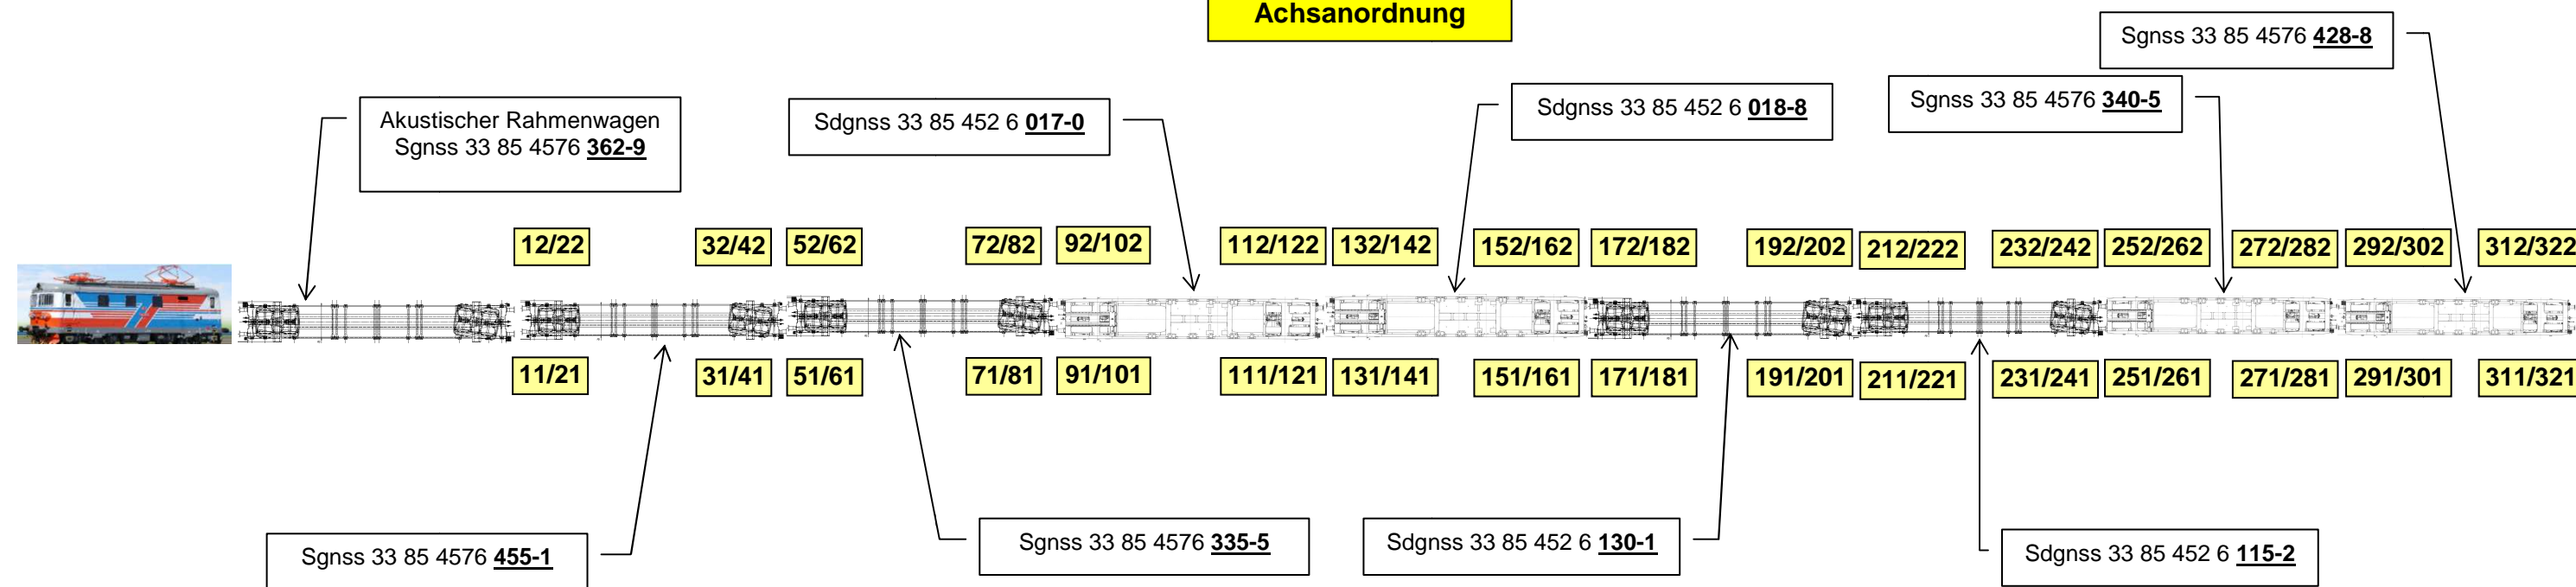 Achsanordnung
Sgnss 33 85 4576 428-8
Akustischer Rahmenwagen
Sgnss 33 85 4576 362-9
Sdgnss 33 85 452 6 017-0
Sdgnss 33 85 452 6 018-8
Sgnss 33 85 4576 340-5
12/22
32/42
52/62
72/82
92/102
112/122
132/142
152/162
172/182
192/202
212/222
232/242
252/262
272/282
292/302
312/322
11/21
31/41
51/61
71/81
91/101
111/121
131/141
151/161
171/181
191/201
211/221
231/241
251/261
271/281
291/301
311/321
Sgnss 33 85 4576 455-1
Sgnss 33 85 4576 335-5
Sdgnss 33 85 452 6 130-1
Sdgnss 33 85 452 6 115-2